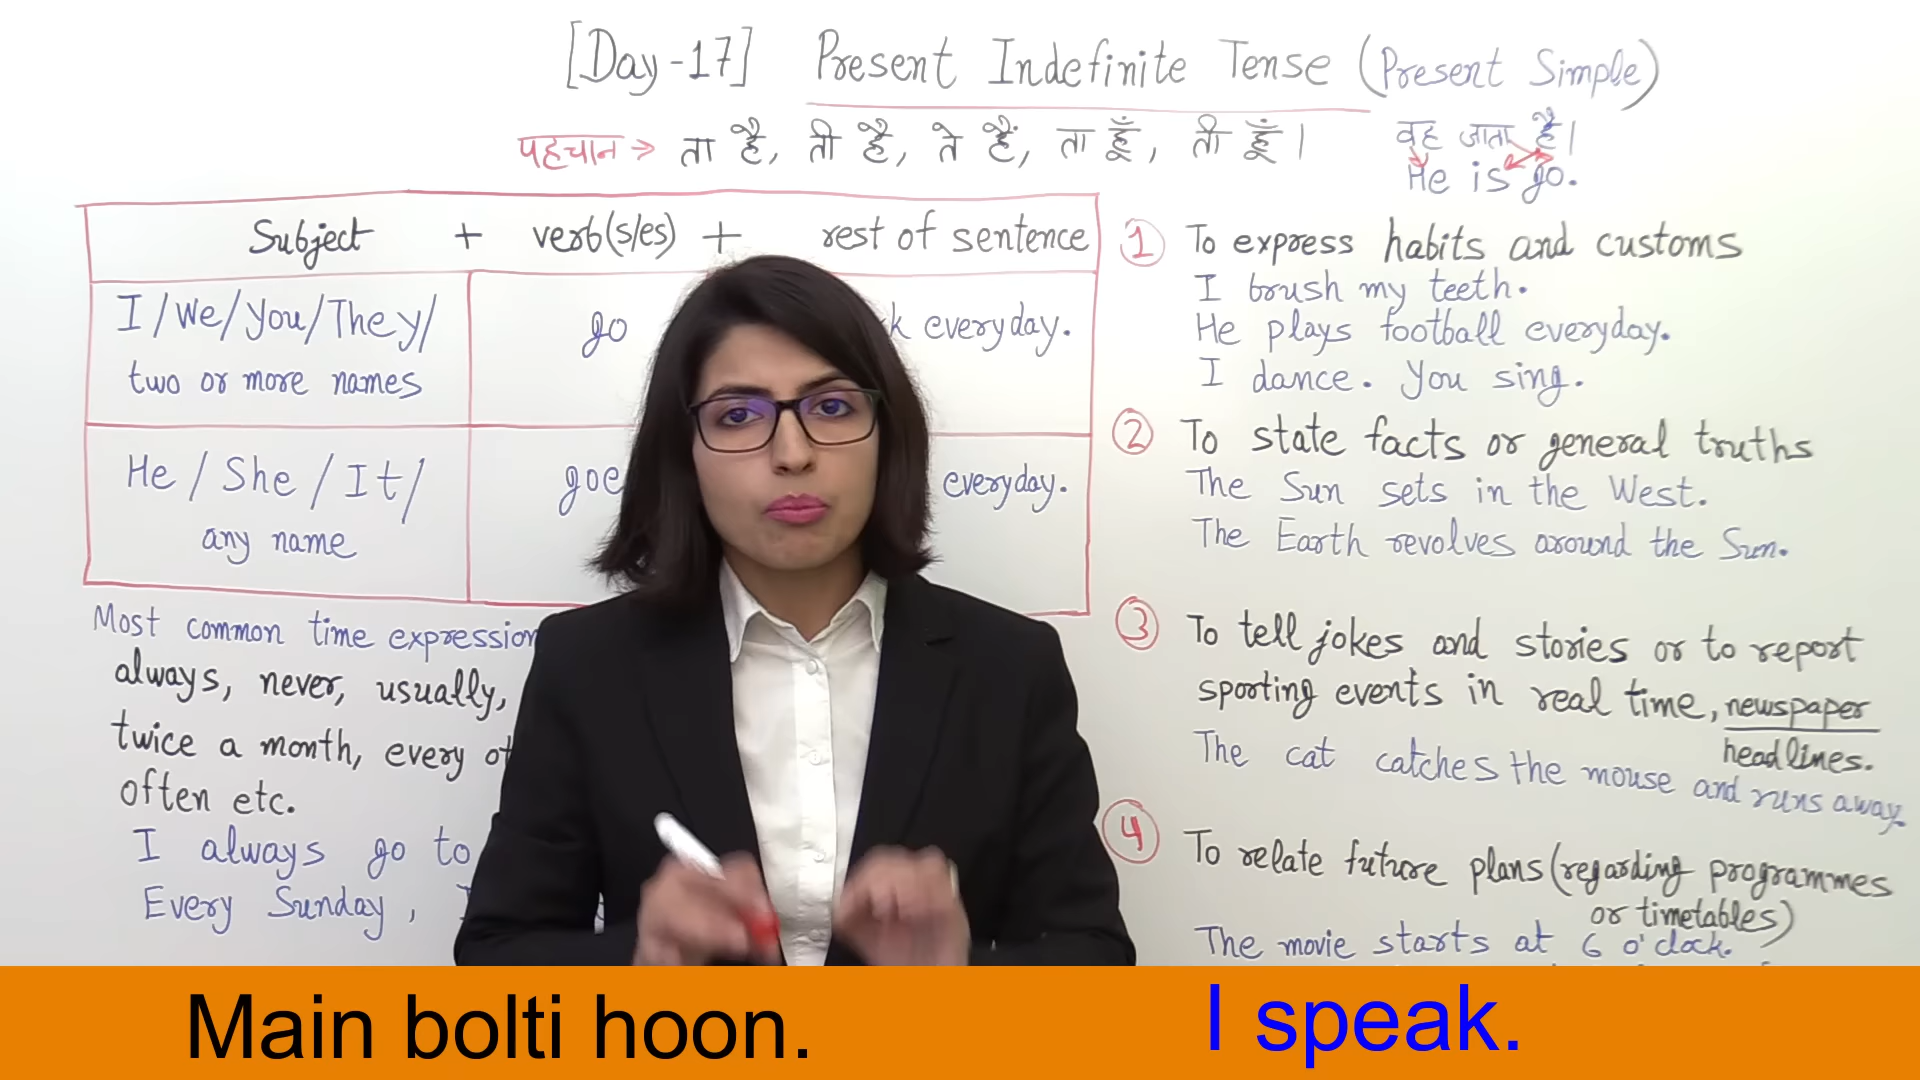 [Day-17] Present Indefinite Tense (Present Simple)
पहचान → ता है, ती है, ते हैं, ता हूँ, ती हूँ।
वह जाता है।
He is go.
Subject + verb(s/es) + rest of sentence
I/We/You/They/
two or more names
go
everyday.
He / She / It /
any name
everyday.
Most common time expression
always, never, usually,
twice a month, every
often etc.
I always go to
Every Sunday,
1 To express habits and customs
I brush my teeth.
He plays football everyday.
I dance. You sing.
2 To state facts or general truths
The Sun sets in the West.
The Earth revolves around the Sun.
3 To tell jokes and stories or to report
sporting events in real time, newspaper
headlines.
The cat catches the mouse and runs away.
4 To relate future plans (regarding programmes
or timetables)
The movie starts at 6 o'clock.
Main bolti hoon.
I speak.